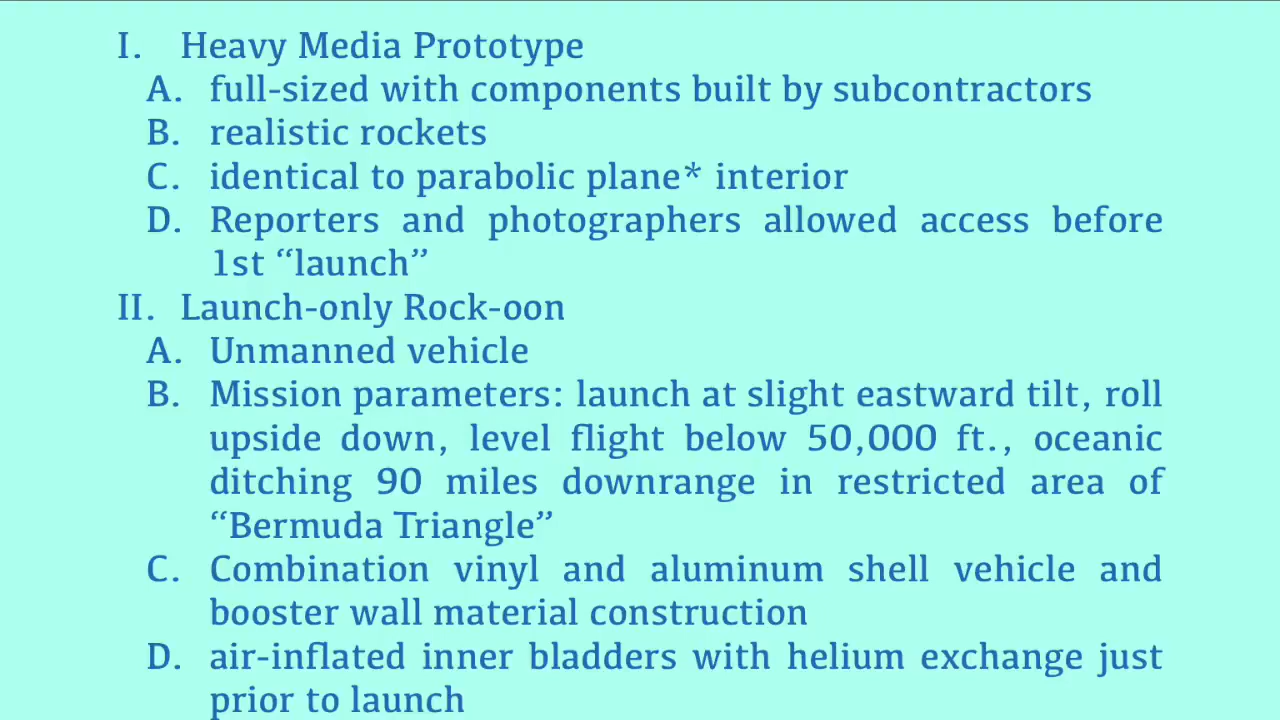 I. Heavy Media Prototype
A. full-sized with components built by subcontractors
B. realistic rockets
C. identical to parabolic plane* interior
D. Reporters and photographers allowed access before
1st “launch”
II. Launch-only Rock-oon
A. Unmanned vehicle
B. Mission parameters: launch at slight eastward tilt, roll
upside down, level flight below 50,000 ft., oceanic
ditching 90 miles downrange in restricted area of
“Bermuda Triangle”
C. Combination vinyl and aluminum shell vehicle and
booster wall material construction
D. air-inflated inner bladders with helium exchange just
prior to launch